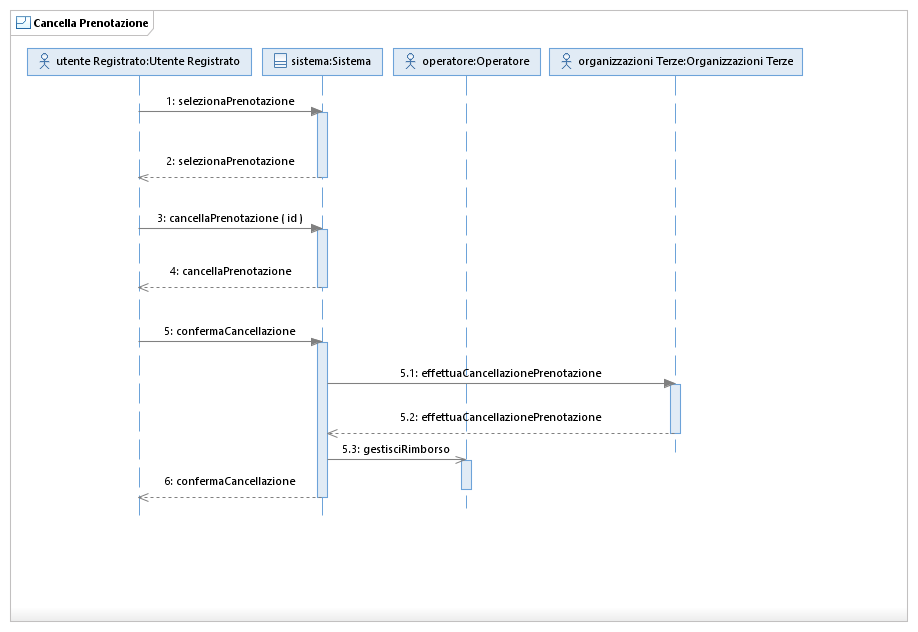 Cancella Prenotazione
utente Registrato:Utente Registrato
sistema:Sistema
operatore:Operatore
organizzazioni Terze:Organizzazioni Terze
1: selezionaPrenotazione
2: selezionaPrenotazione
3: cancellaPrenotazione ( id )
4: cancellaPrenotazione
5: confermaCancellazione
5.1: effettuaCancellazionePrenotazione
5.2: effettuaCancellazionePrenotazione
5.3: gestisciRimborso
6: confermaCancellazione